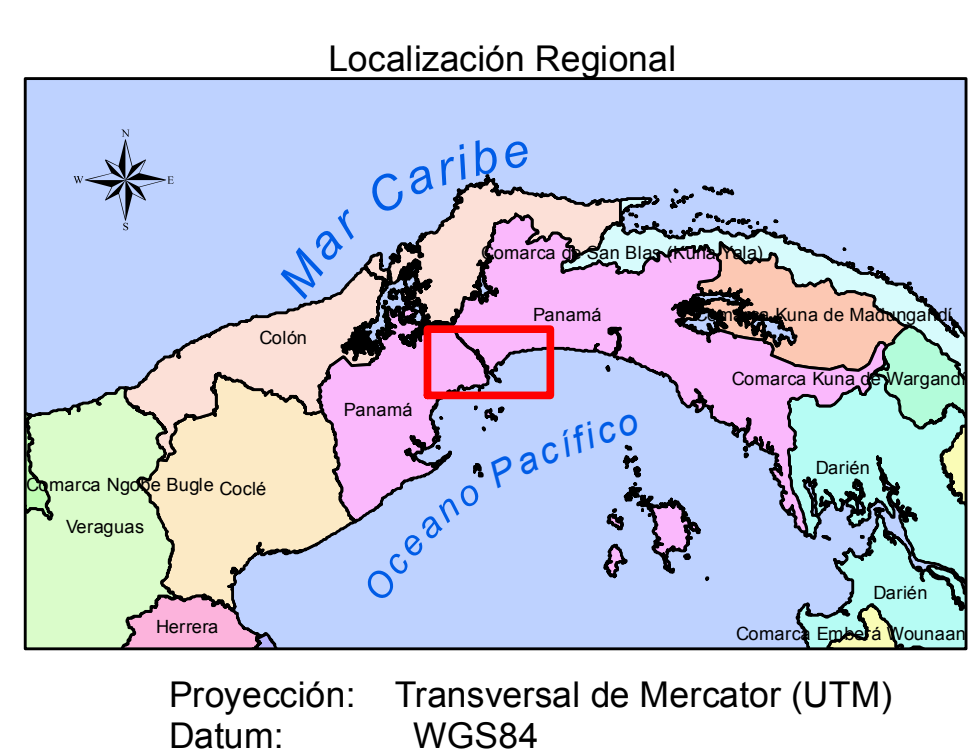 Localización Regional
N
W
E
S
Mar Caribe
Comarca de San Blas (Kuna Yala)
Panamá
Comarca Kuna de Madungandí
Colón
Comarca Kuna de Wargandí
Panamá
Oceano Pacífico
Darién
Comarca Ngobe Bugle
Coclé
Veraguas
Darién
Herrera
Comarca Emberá Wounaan
Proyección: Transversal de Mercator (UTM)
Datum: WGS84